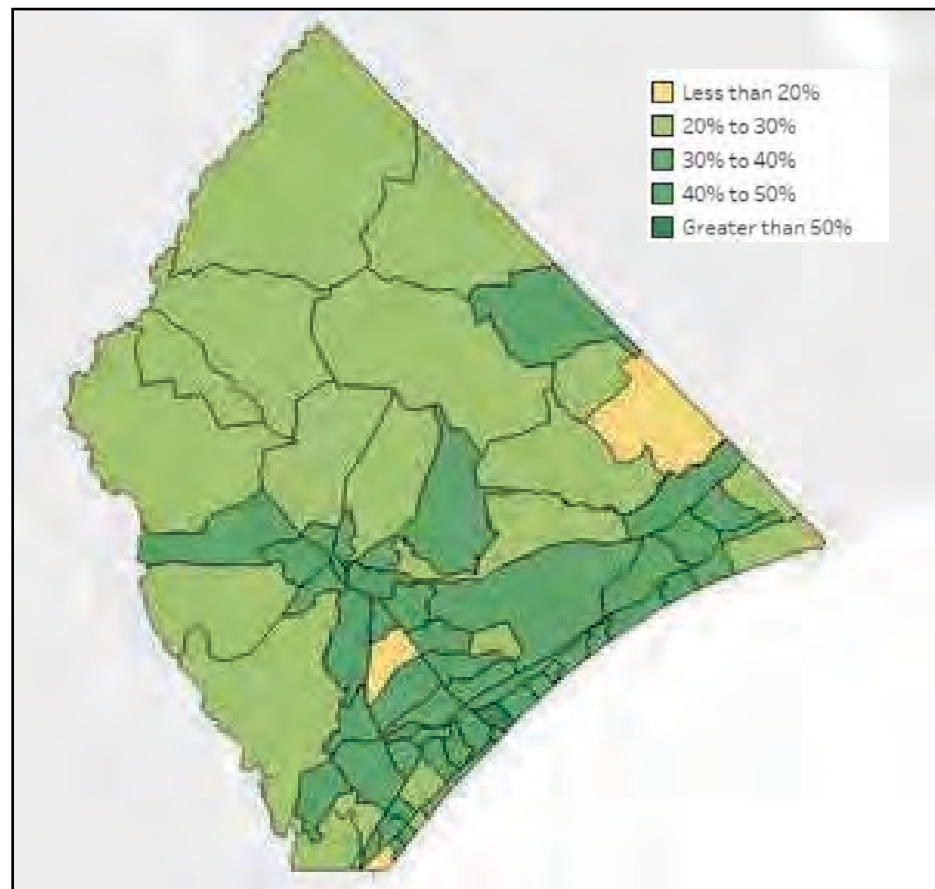 Less than 20%
20% to 30%
30% to 40%
40% to 50%
Greater than 50%